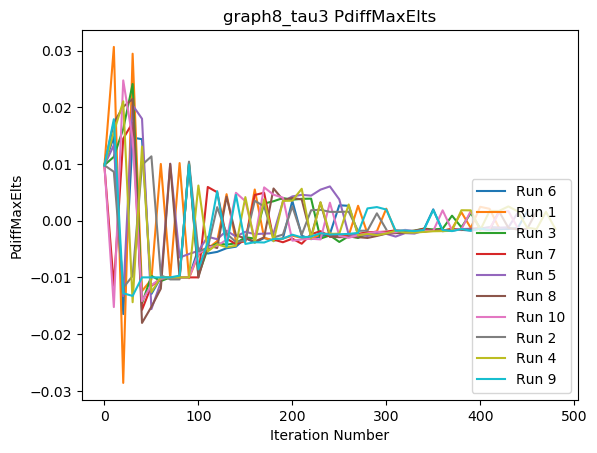 graph8_tau3 PdiffMaxElts
PdiffMaxElts
0.03
0.02
0.01
0.00
−0.01
−0.02
−0.03
Run 6
Run 1
Run 3
Run 7
Run 5
Run 8
Run 10
Run 2
Run 4
Run 9
0
100
200
300
400
500
Iteration Number